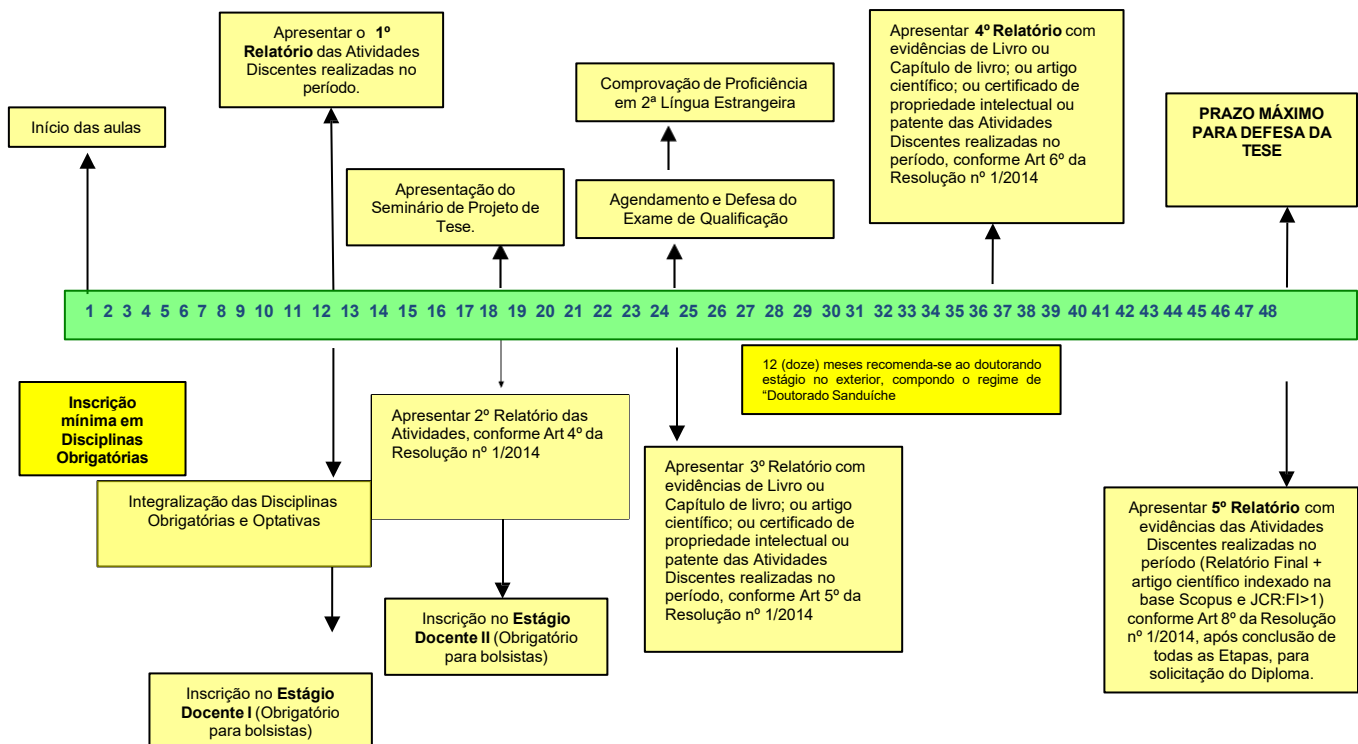 Início das aulas
Apresentar o 1º
Relatório das Atividades
Discentes realizadas no
período.
Apresentação do
Seminário de Projeto de
Tese.
Comprovação de Proficiência
em 2ª Língua Estrangeira
Agendamento e Defesa do
Exame de Qualificação
Apresentar 4º Relatório com
evidências de Livro ou
Capítulo de livro; ou artigo
científico; ou certificado de
propriedade intelectual ou
patente das Atividades
Discentes realizadas no
período, conforme Art 6º da
Resolução nº 1/2014
PRAZO MÁXIMO
PARA DEFESA DA
TESE
1 2 3 4 5 6 7 8 9 10 11 12 13 14 15 16 17 18 19 20 21 22 23 24 25 26 27 28 29 30 31 32 33 34 35 36 37 38 39 40 41 42 43 44 45 46 47 48
Inscrição
mínima em
Disciplinas
Obrigatórias
Integralização das Disciplinas
Obrigatórias e Optativas
Inscrição no Estágio
Docente I (Obrigatório
para bolsistas)
Apresentar 2º Relatório das
Atividades, conforme Art 4º da
Resolução nº 1/2014
Inscrição no Estágio
Docente II (Obrigatório
para bolsistas)
12 (doze) meses recomenda-se ao doutorando
estágio no exterior, compondo o regime de
“Doutorado Sanduíche
Apresentar 3º Relatório com
evidências de Livro ou
Capítulo de livro; ou artigo
científico; ou certificado de
propriedade intelectual ou
patente das Atividades
Discentes realizadas no
período, conforme Art 5º da
Resolução nº 1/2014
Apresentar 5º Relatório com
evidências das Atividades
Discentes realizadas no
período (Relatório Final +
artigo científico indexado na
base Scopus e JCR:FI>1)
conforme Art 8º da Resolução
nº 1/2014, após conclusão de
todas as Etapas, para
solicitação do Diploma.